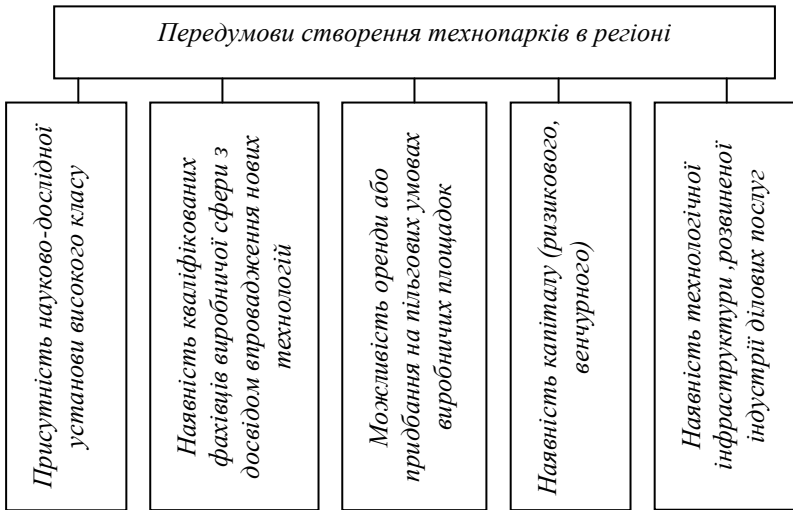 Передумови створення технопарків в регіоні
Присутність науково-дослідної
установи високого класу
Наявність кваліфікованих
фахівців виробничої сфери з
досвідом впровадження нових
технологій
Можливість оренди або
придбання на пільгових умовах
виробничих площадок
Наявність капіталу (ризикового,
венчурного)
Наявність технологічної
інфраструктури ,розвиненої
індустрії ділових послуг